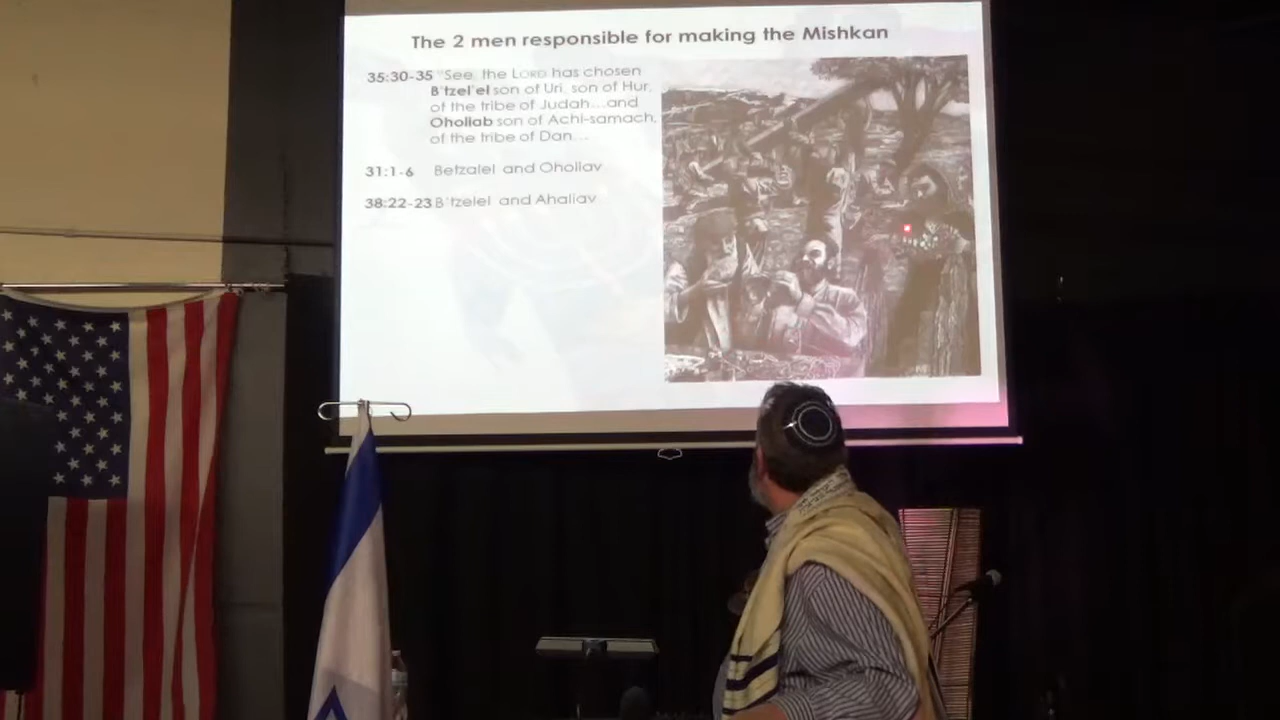 The 2 men responsible for making the Mishkan
35:30-35 "See, the LORD has chosen
B'tzel'el son of Uri, son of Hur,
of the tribe of Judah...and
Oholiab son of Achi-samach,
of the tribe of Dan...
31:1-6 Betzalel and Oholiav
38:22-23 B'tzelel and Ahaliav